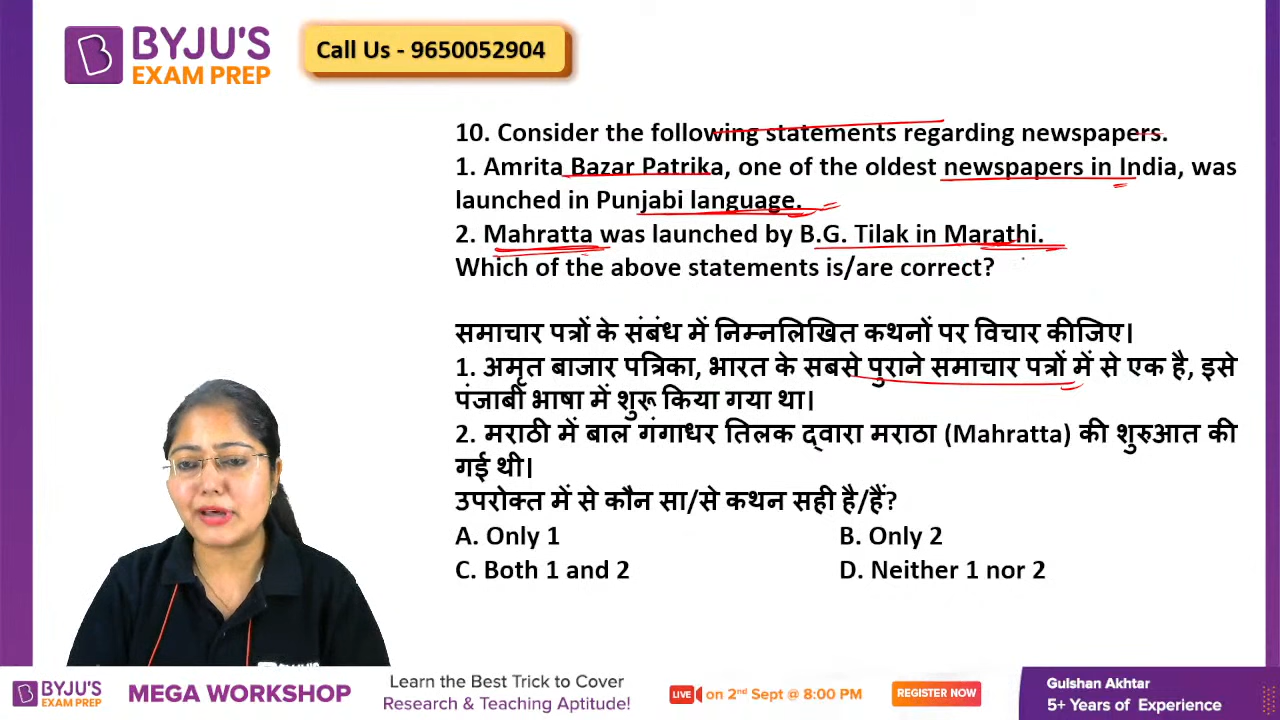 BYJU'S
EXAM PREP
Call Us - 9650052904
10. Consider the following statements regarding newspapers.
1. Amrita Bazar Patrika, one of the oldest newspapers in India, was
launched in Punjabi language.
2. Mahratta was launched by B.G. Tilak in Marathi.
Which of the above statements is/are correct?
समाचार पत्रों के संबंध में निम्नलिखित कथनों पर विचार कीजिए।
1. अमृत बाजार पत्रिका, भारत के सबसे पुराने समाचार पत्रों में से एक है, इसे
पंजाबी भाषा में शुरू किया गया था।
2. मराठी में बाल गंगाधर तिलक द्वारा मराठा (Mahratta) की शुरुआत की
गई थी।
उपरोक्त में से कौन सा/से कथन सही है/हैं?
A. Only 1 B. Only 2
C. Both 1 and 2 D. Neither 1 nor 2
BYJU'S
EXAM PREP
MEGA WORKSHOP
Learn the Best Trick to Cover
Research & Teaching Aptitude!
LIVE on 2nd Sept @ 8:00 PM
REGISTER NOW
Gulshan Akhtar
5+ Years of Experience